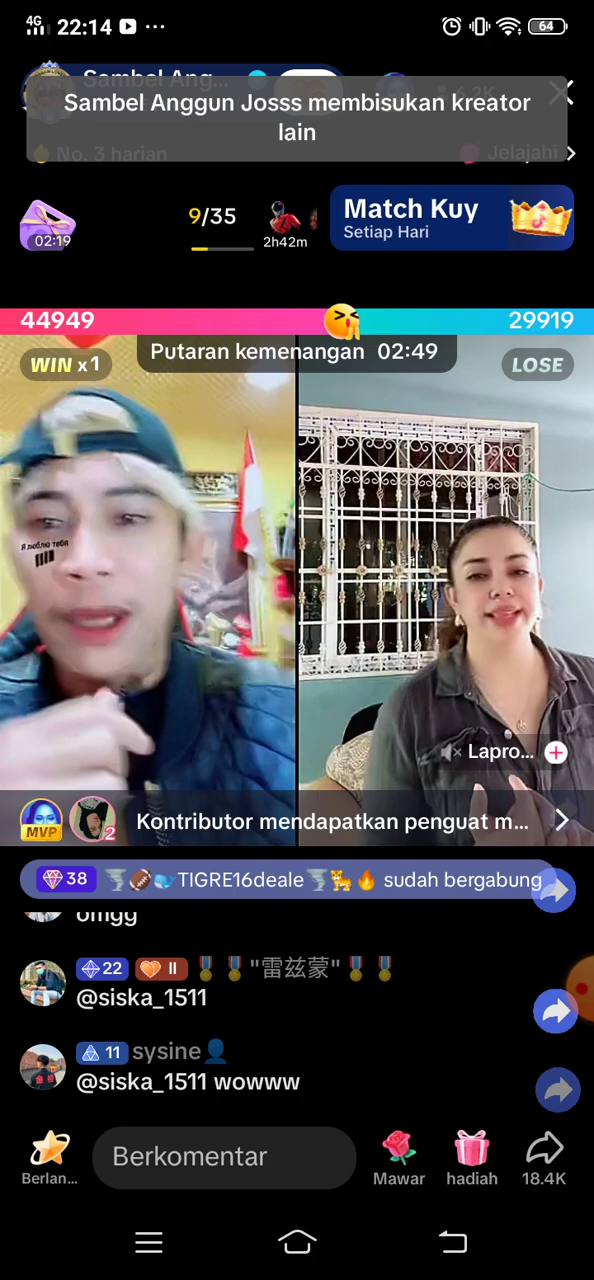 4G 22:14 64
Sambel Ang...
Sambel Anggun Josss membisukan kreator
lain
No. 3 harian Jelajahi
02:19
9/35
2h42m
Match Kuy
Setiap Hari
44949 29919
WIN x1 Putaran kemenangan 02:49 LOSE
Я люблю тебя
Lapro...
MVP 2 Kontributor mendapatkan penguat m...
38 TIGRE16deale sudah bergabung
omgg
22 II "雷兹蒙"
@siska_1511
11 sysine
@siska_1511 wowww
Berlan... Berkomentar Mawar hadiah 18.4K